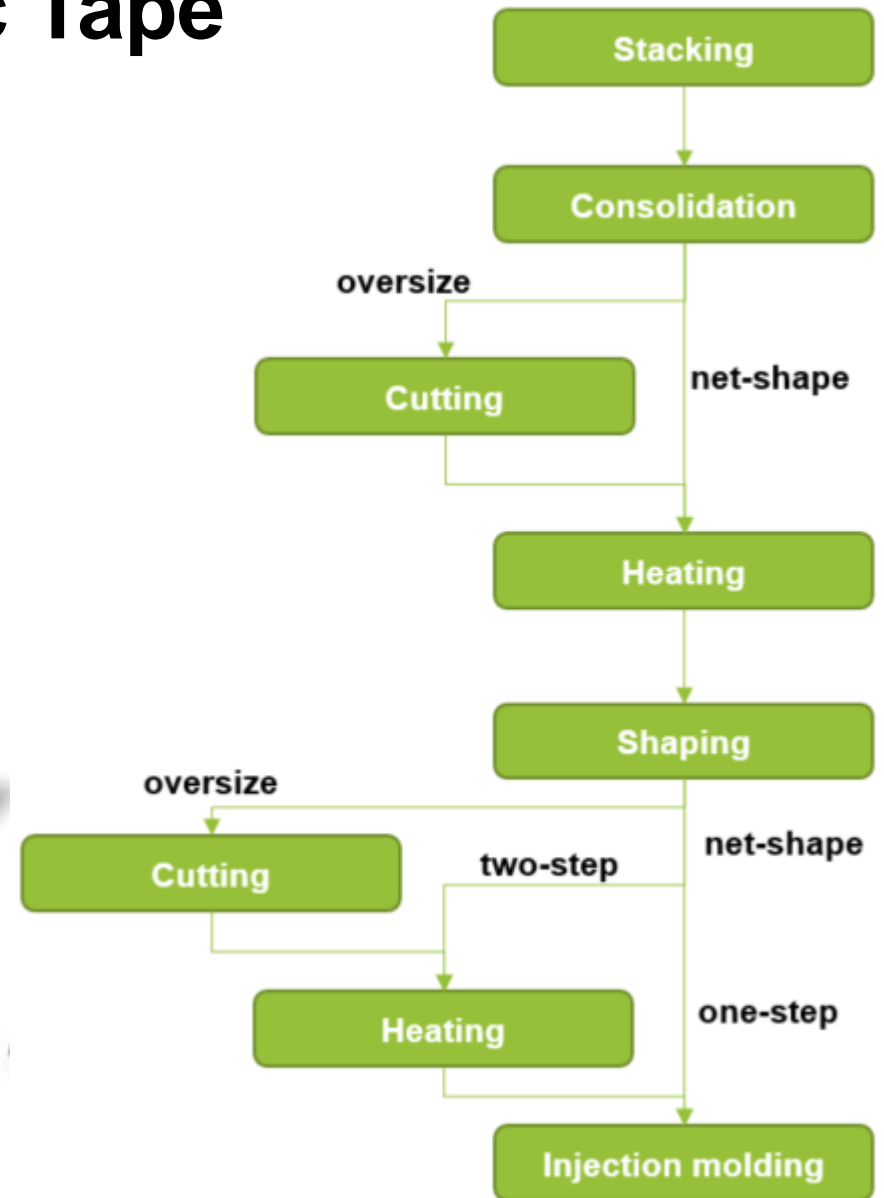 Tape
Stacking
Consolidation
oversize
net-shape
Cutting
Heating
Shaping
oversize
net-shape
two-step
Cutting
one-step
Heating
Injection molding